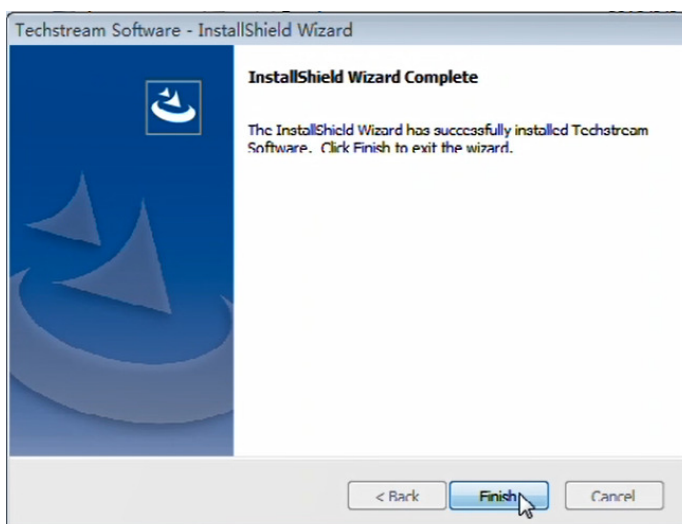 Techstream Software - InstallShield Wizard
InstallShield Wizard Complete
The InstallShield Wizard has successfully installed Techstream
Software. Click Finish to exit the wizard.
< Back
Finish
Cancel